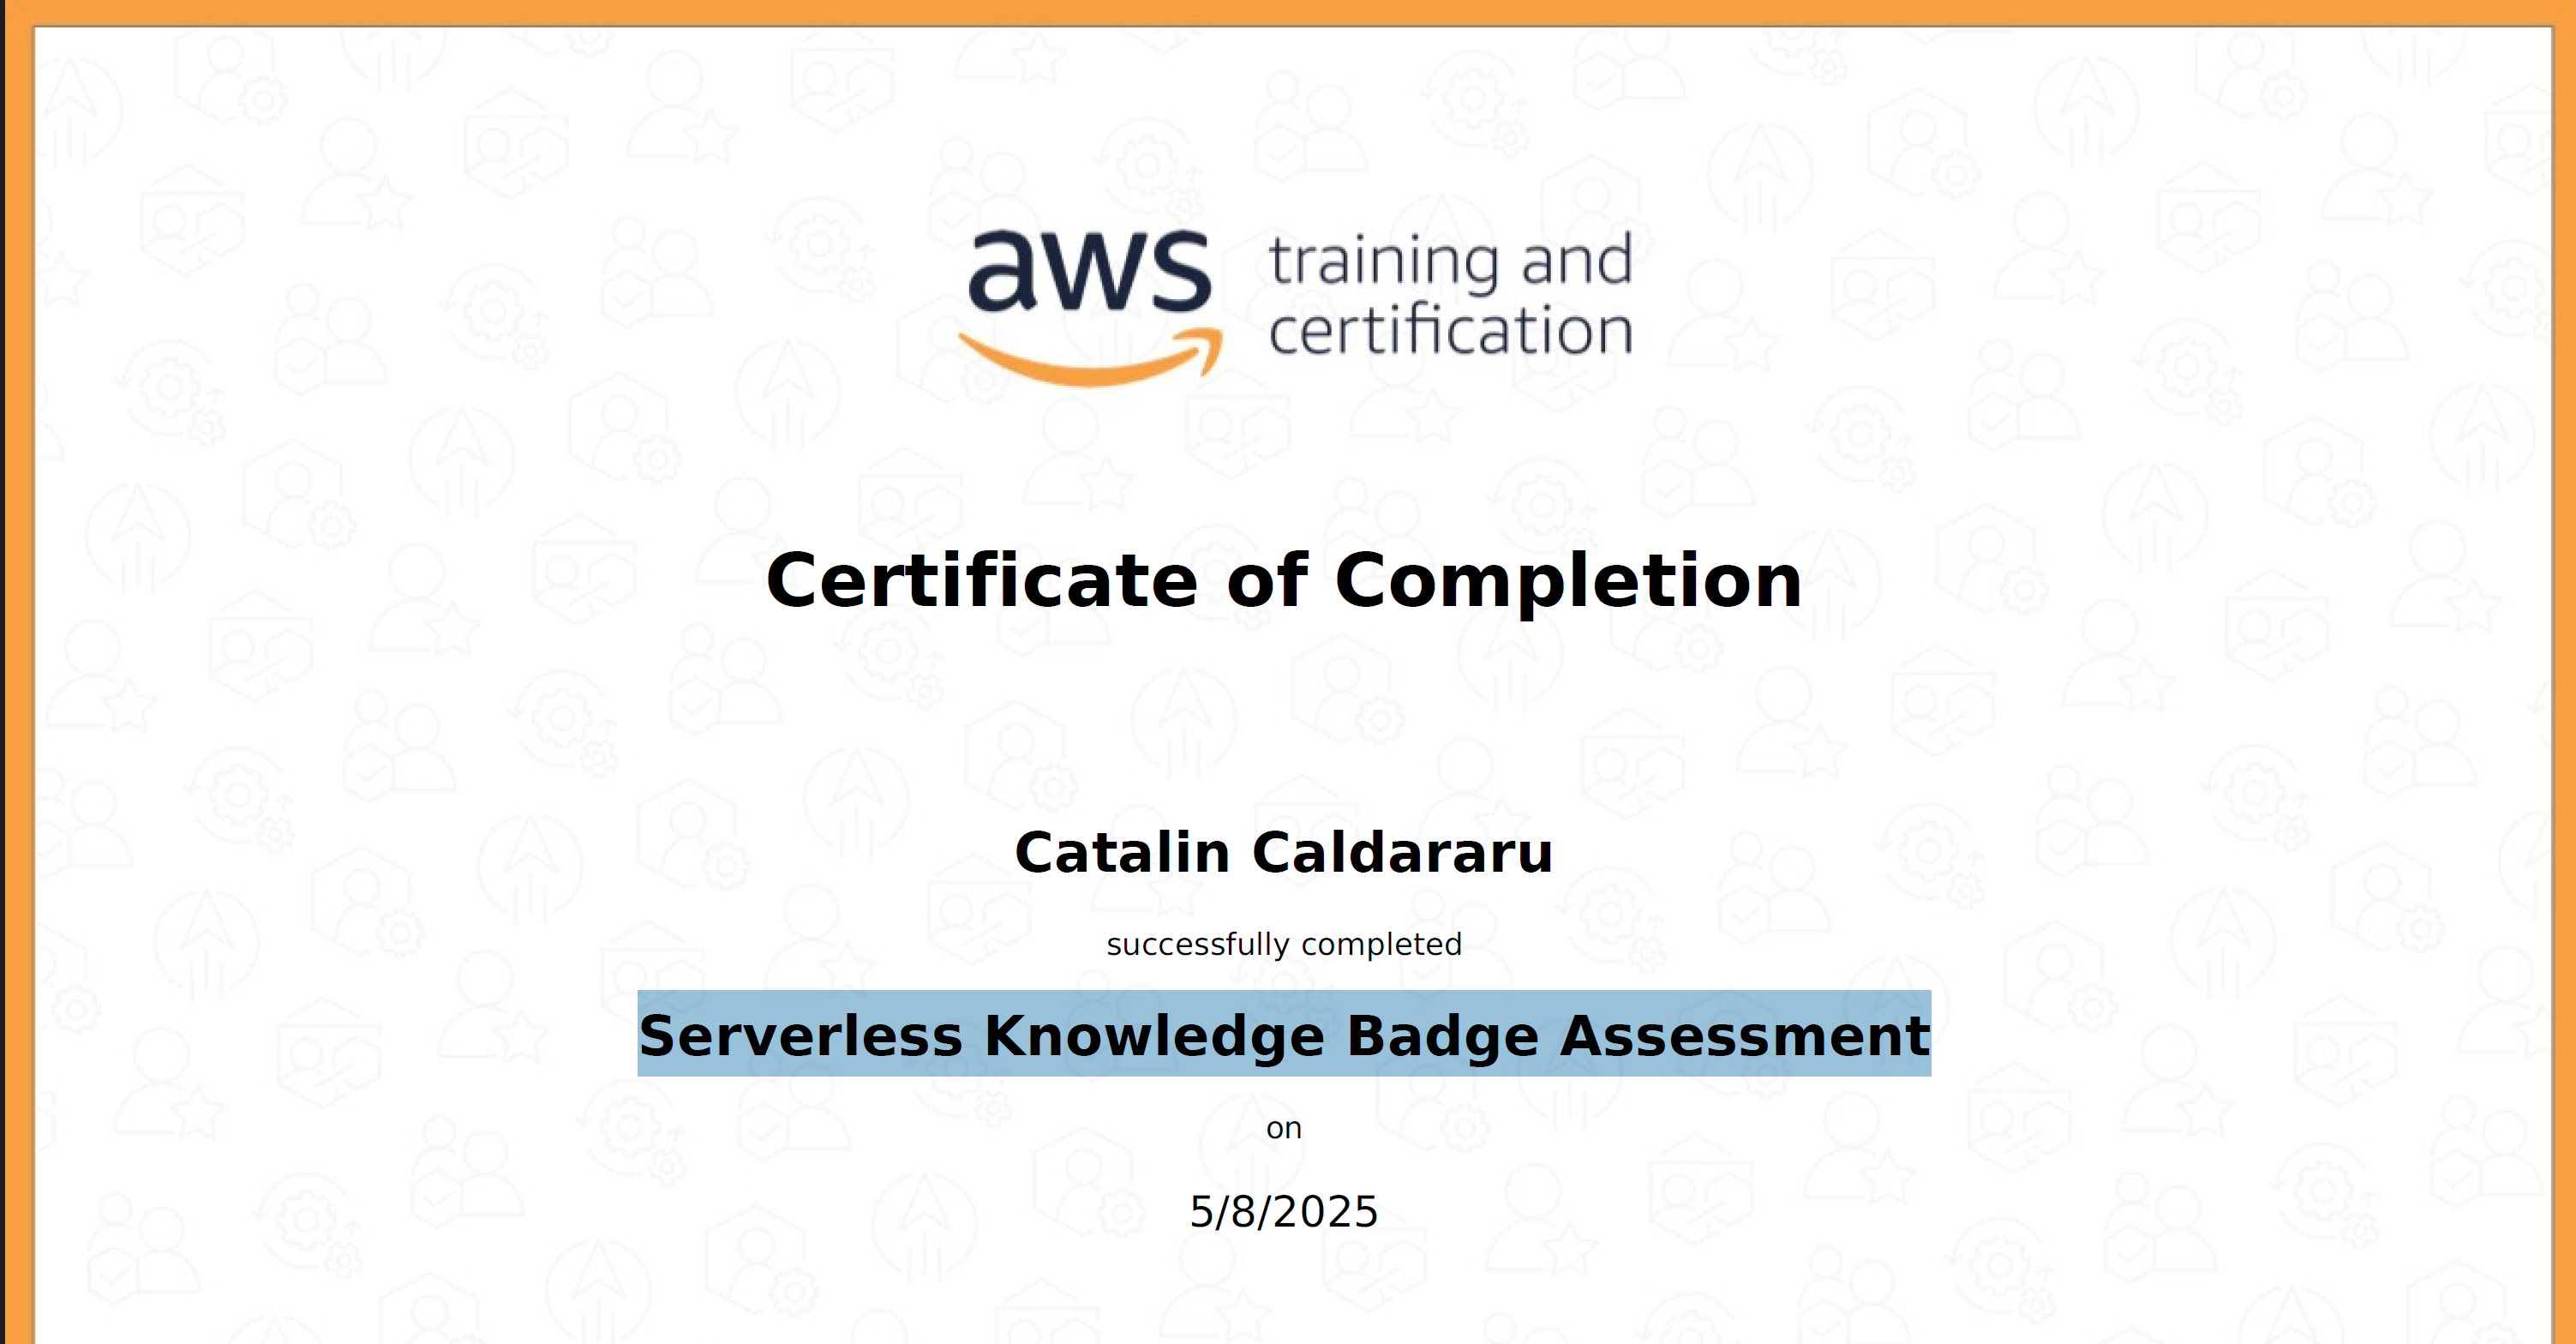 aws training and
certification
Certificate of Completion
Catalin Caldararu
successfully completed
Serverless Knowledge Badge Assessment
on
5/8/2025